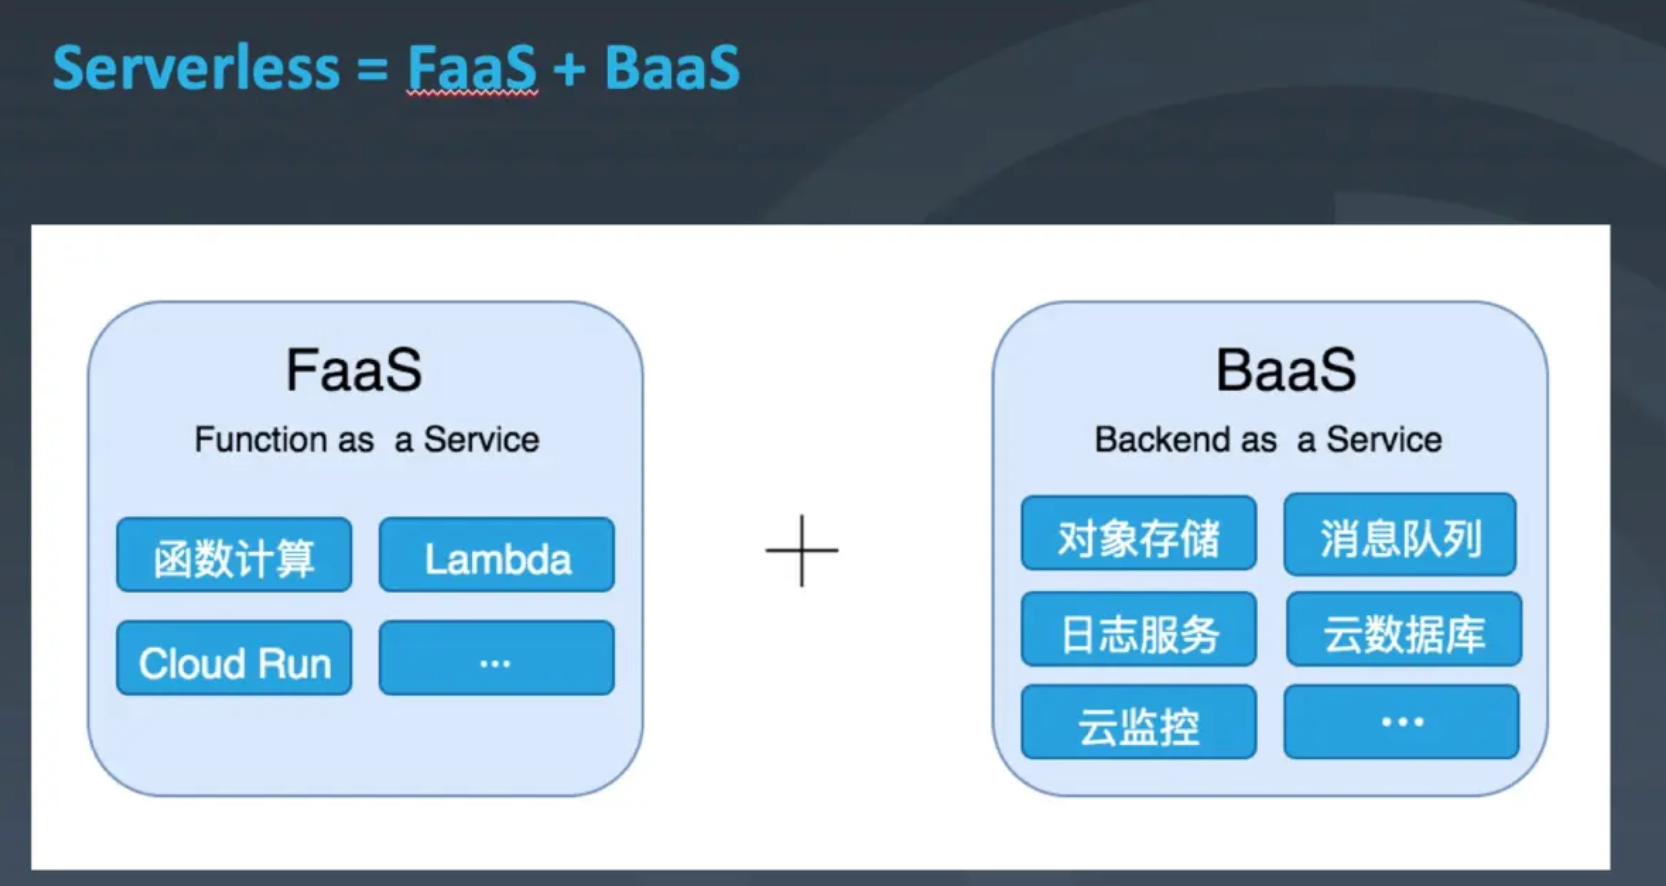 Serverless = FaaS + BaaS
FaaS
Function as a Service
函数计算
Lambda
Cloud Run
...
+
BaaS
Backend as a Service
对象存储
消息队列
日志服务
云数据库
云监控
...